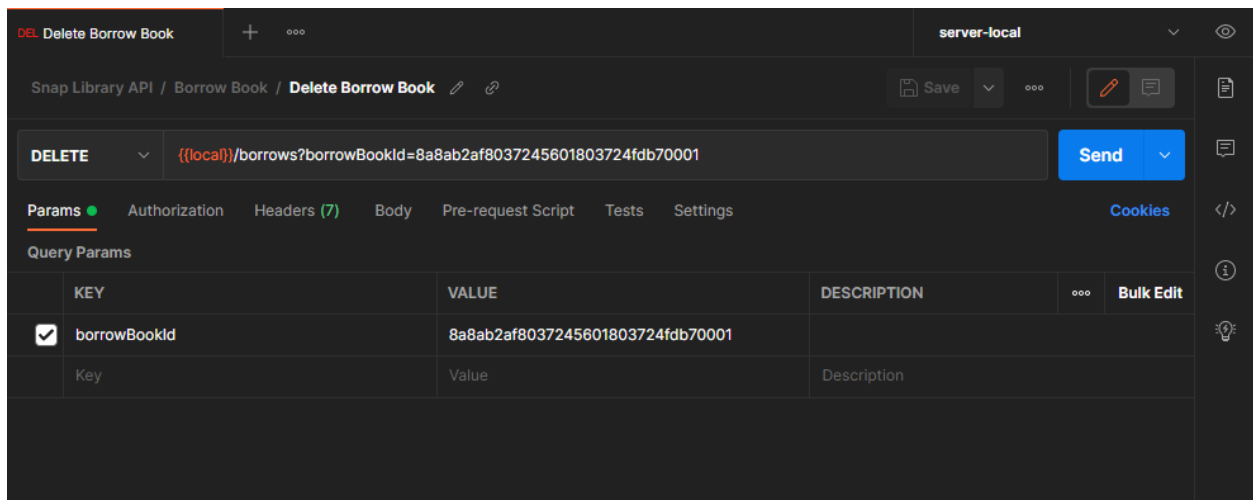 DEL Delete Borrow Book
server-local
Snap Library API / Borrow Book / Delete Borrow Book
Save
DELETE
{{local}}/borrows?borrowBookId=8a8ab2af8037245601803724fdb70001
Send
Params
Authorization
Headers (7)
Body
Pre-request Script
Tests
Settings
Cookies
Query Params
KEY
VALUE
DESCRIPTION
Bulk Edit
borrowBookId
8a8ab2af8037245601803724fdb70001
Key
Value
Description